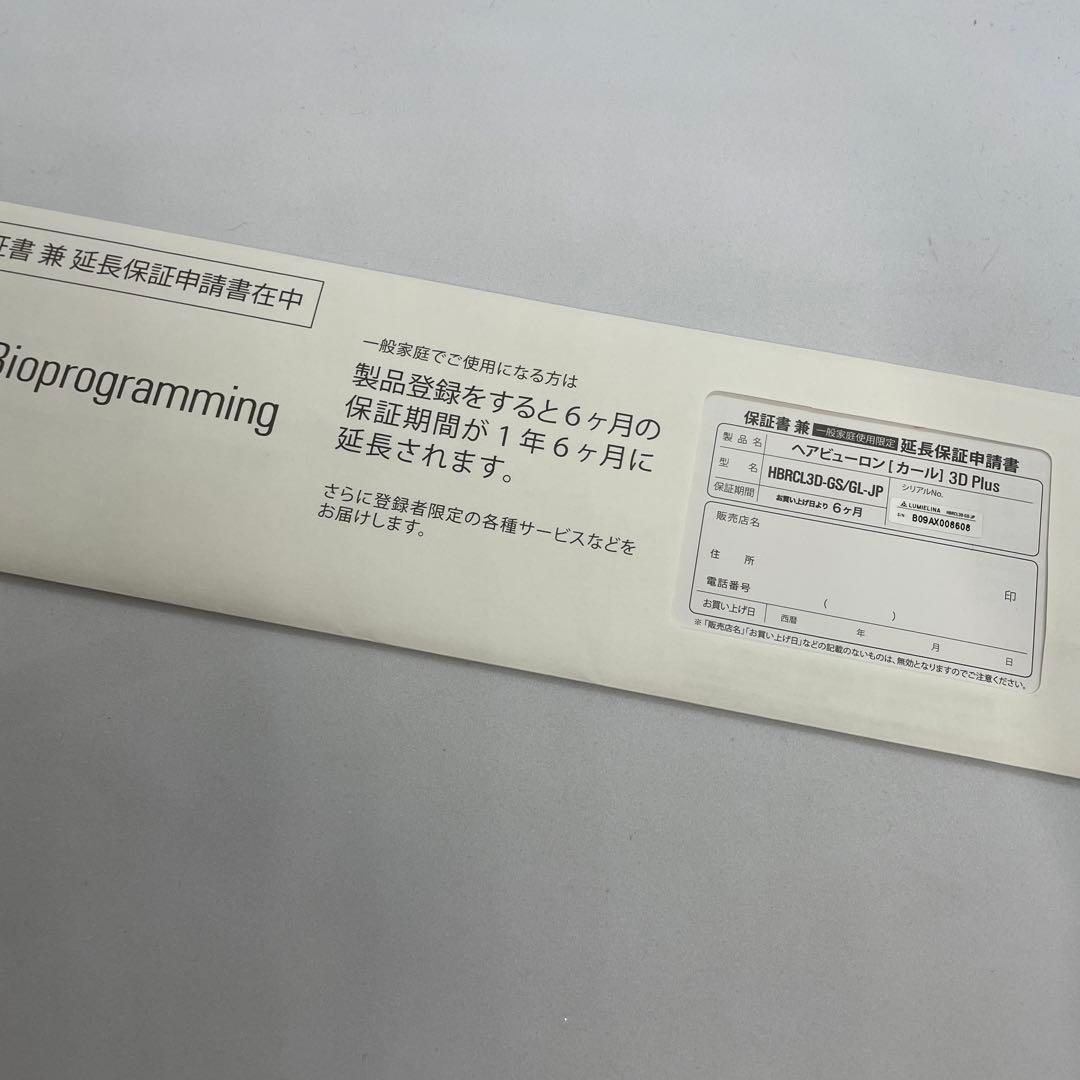 証書 兼 延長保証申請書在中
Bioprogramming
一般家庭でご使用になる方は
製品登録をすると6ヶ月の
保証期間が1年6ヶ月に
延長されます。
さらに登録者限定の各種サービスなどを
お届けします。
保証書 兼 一般家庭使用限定 延長保証申請書
製品名 ヘアビューロン [カール] 3D Plus
型名 HBRCL3D-GS/GL-JP
シリアルNo.
保証期間 お買い上げ日より 6ヶ月
LUMIELINA HBRCL3D-GS-JP
S/N B09AX008608
販売店名
住所
印
電話番号 ( )
お買い上げ日 西暦 年 月 日
※「販売店名」「お買い上げ日」などの記載のないものは、無効となりますのでご注意ください。